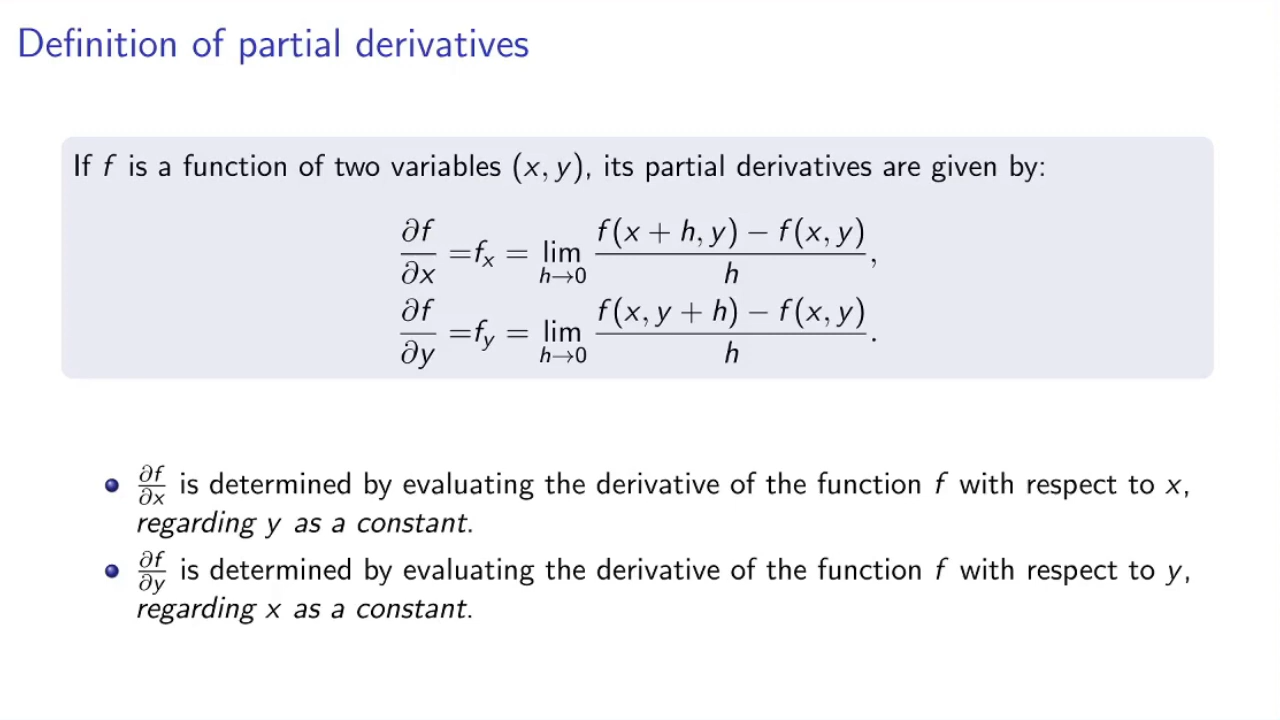 Definition of partial derivatives
If f is a function of two variables (x, y), its partial derivatives are given by:
∂f/∂x = f_x = lim_{h→0} (f(x + h, y) − f(x, y))/h,
∂f/∂y = f_y = lim_{h→0} (f(x, y + h) − f(x, y))/h.
• ∂f/∂x is determined by evaluating the derivative of the function f with respect to x,
regarding y as a constant.
• ∂f/∂y is determined by evaluating the derivative of the function f with respect to y,
regarding x as a constant.